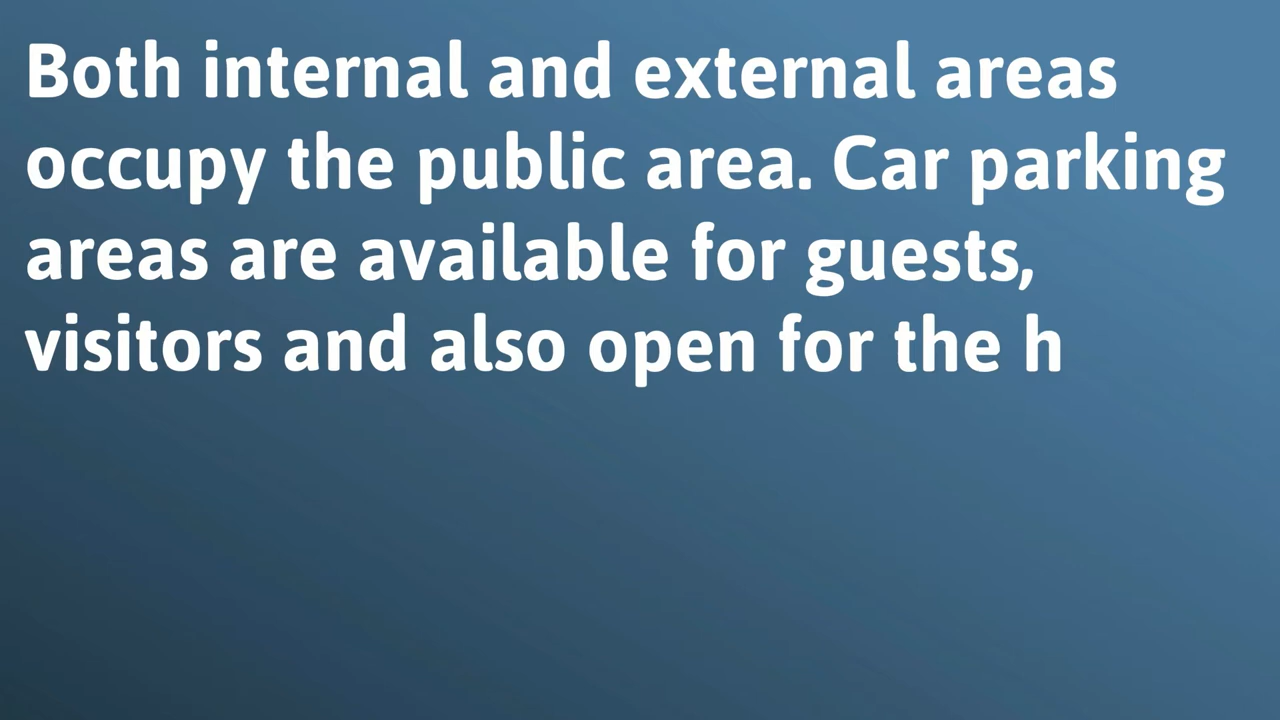 Both internal and external areas
occupy the public area. Car parking
areas are available for guests,
visitors and also open for the h